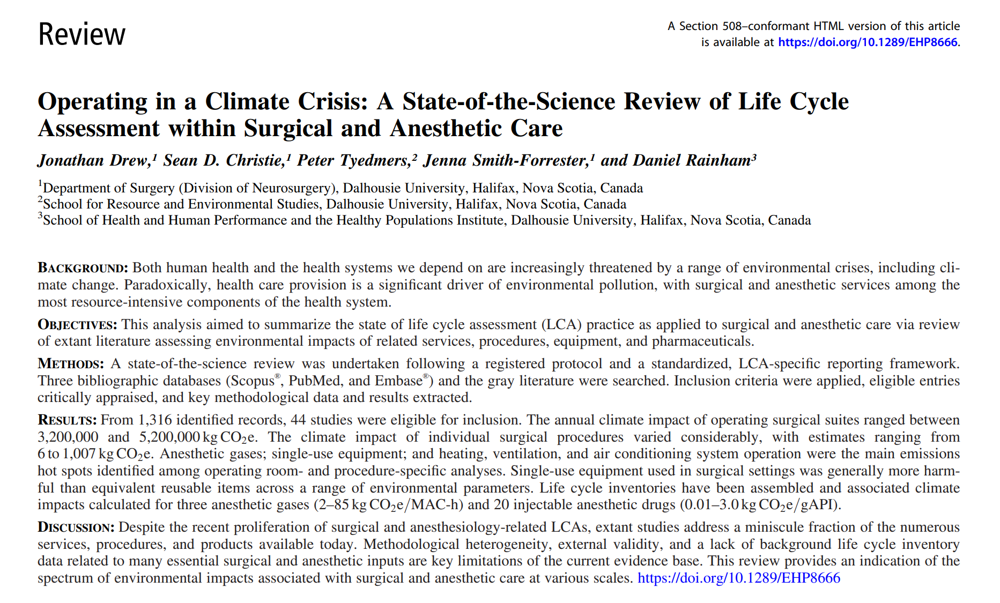 Review
A Section 508–conformant HTML version of this article
is available at https://doi.org/10.1289/EHP8666.
Operating in a Climate Crisis: A State-of-the-Science Review of Life Cycle
Assessment within Surgical and Anesthetic Care
Jonathan Drew,¹ Sean D. Christie,¹ Peter Tyedmers,² Jenna Smith-Forrester,¹ and Daniel Rainham³
¹Department of Surgery (Division of Neurosurgery), Dalhousie University, Halifax, Nova Scotia, Canada
²School for Resource and Environmental Studies, Dalhousie University, Halifax, Nova Scotia, Canada
³School of Health and Human Performance and the Healthy Populations Institute, Dalhousie University, Halifax, Nova Scotia, Canada
BACKGROUND: Both human health and the health systems we depend on are increasingly threatened by a range of environmental crises, including cli-
mate change. Paradoxically, health care provision is a significant driver of environmental pollution, with surgical and anesthetic services among the
most resource-intensive components of the health system.
OBJECTIVES: This analysis aimed to summarize the state of life cycle assessment (LCA) practice as applied to surgical and anesthetic care via review
of extant literature assessing environmental impacts of related services, procedures, equipment, and pharmaceuticals.
METHODS: A state-of-the-science review was undertaken following a registered protocol and a standardized, LCA-specific reporting framework.
Three bibliographic databases (Scopus®, PubMed, and Embase®) and the gray literature were searched. Inclusion criteria were applied, eligible entries
critically appraised, and key methodological data and results extracted.
RESULTS: From 1,316 identified records, 44 studies were eligible for inclusion. The annual climate impact of operating surgical suites ranged between
3,200,000 and 5,200,000 kg CO₂e. The climate impact of individual surgical procedures varied considerably, with estimates ranging from
6 to 1,007 kg CO₂e. Anesthetic gases; single-use equipment; and heating, ventilation, and air conditioning system operation were the main emissions
hot spots identified among operating room- and procedure-specific analyses. Single-use equipment used in surgical settings was generally more harm-
ful than equivalent reusable items across a range of environmental parameters. Life cycle inventories have been assembled and associated climate
impacts calculated for three anesthetic gases (2–85 kg CO₂e/MAC-h) and 20 injectable anesthetic drugs (0.01–3.0 kg CO₂e/gAPI).
DISCUSSION: Despite the recent proliferation of surgical and anesthesiology-related LCAs, extant studies address a miniscule fraction of the numerous
services, procedures, and products available today. Methodological heterogeneity, external validity, and a lack of background life cycle inventory
data related to many essential surgical and anesthetic inputs are key limitations of the current evidence base. This review provides an indication of the
spectrum of environmental impacts associated with surgical and anesthetic care at various scales. https://doi.org/10.1289/EHP8666